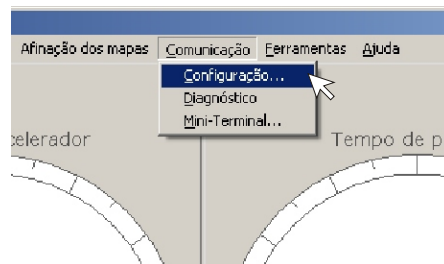 Afinação dos mapas Comunicação Ferramentas Ajuda
Configuração...
Diagnóstico
Mini-Terminal...
celerador Tempo de p